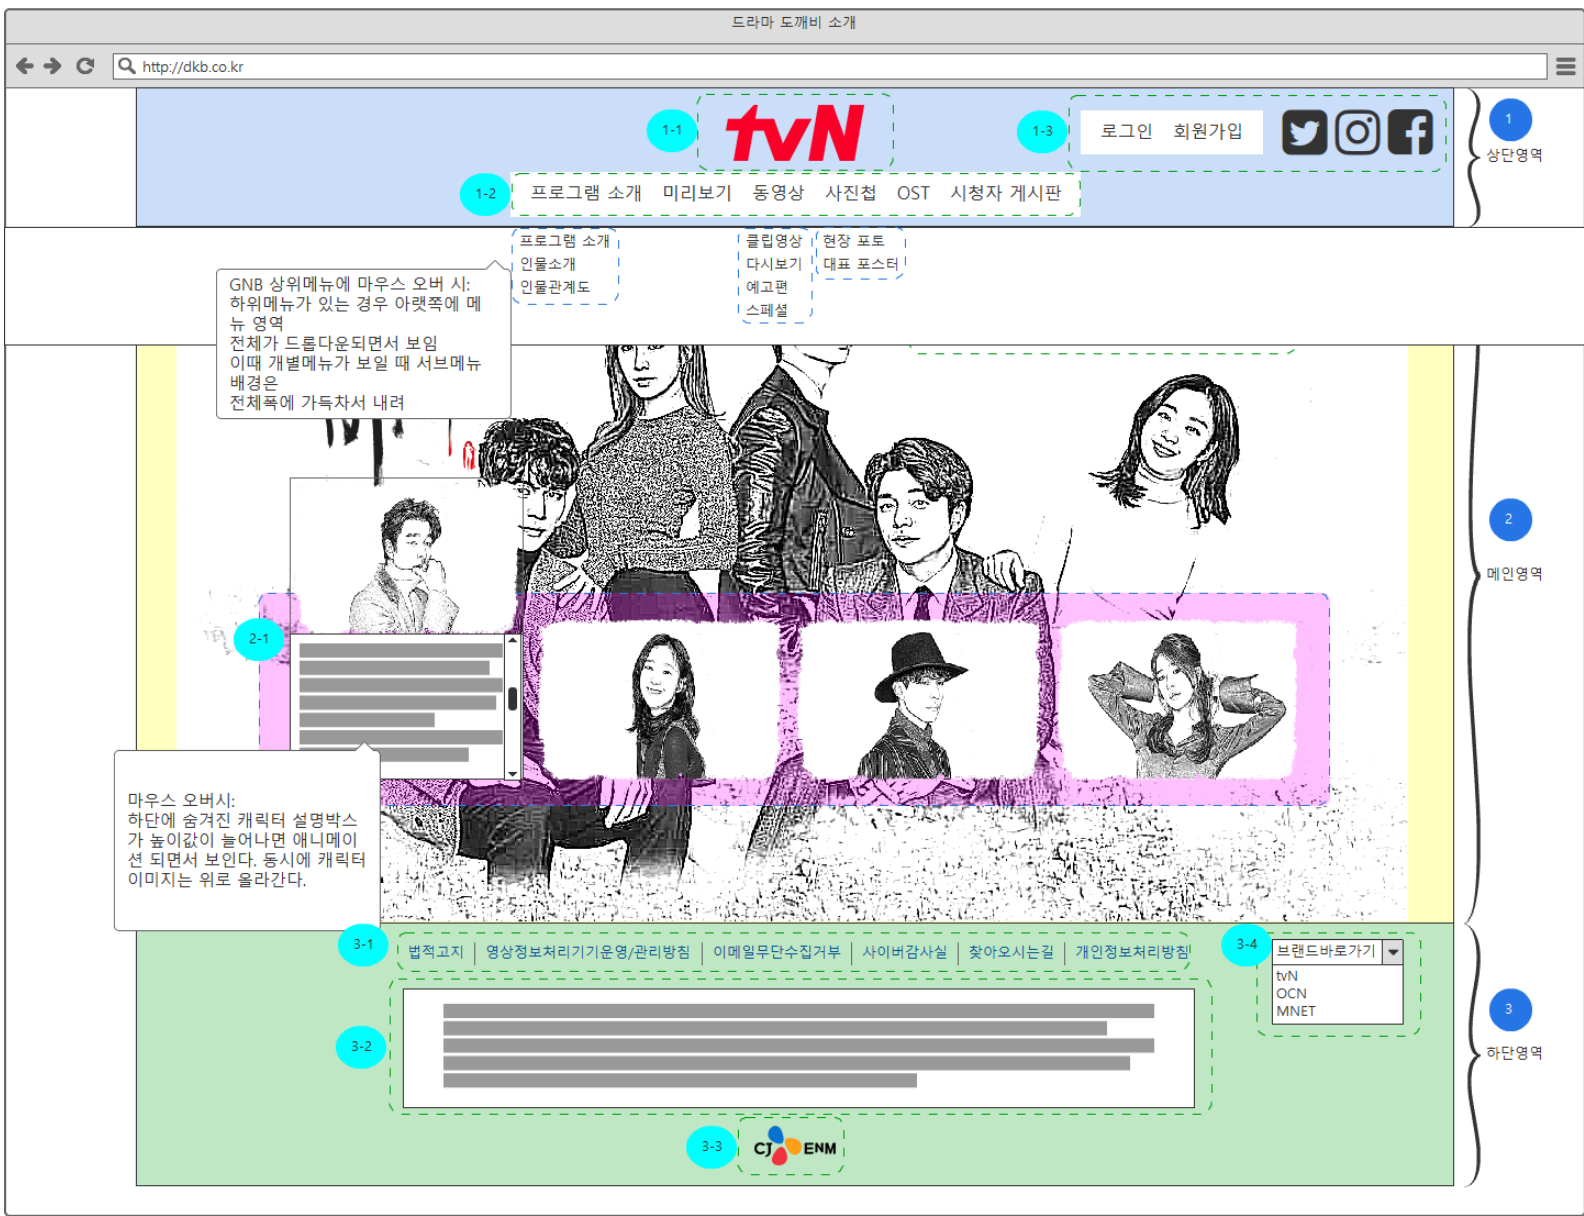 드라마 도깨비 소개
http://dkb.co.kr
1-1
tvN
1-3
로그인 회원가입
1
상단영역
1-2
프로그램 소개 미리보기 동영상 사진첩 OST 시청자 게시판
프로그램 소개
인물소개
인물관계도
클립영상
다시보기
예고편
스페셜
현장 포토
대표 포스터
GNB 상위메뉴에 마우스 오버 시:
하위메뉴가 있는 경우 아랫쪽에 메
뉴 영역
전체가 드롭다운되면서 보임
이때 개별메뉴가 보일 때 서브메뉴
배경은
전체폭에 가득차서 내려
2
메인영역
2-1
마우스 오버시:
하단에 숨겨진 캐릭터 설명박스
가 높이값이 늘어나면 애니메이
션 되면서 보인다. 동시에 캐릭터
이미지는 위로 올라간다.
3-1
법적고지 영상정보처리기기운영/관리방침 이메일무단수집거부 사이버감사실 찾아오시는길 개인정보처리방침
3-4
브랜드바로가기
tvN
OCN
MNET
3
하단영역
3-2
3-3
CJ ENM